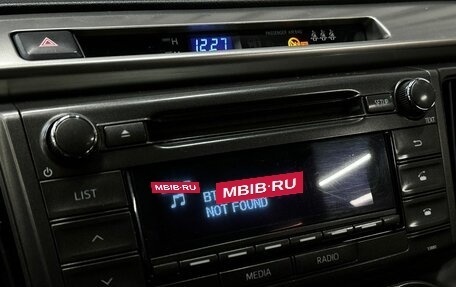 H
12:27
PASSENGER AIRBAG
SETUP
TEXT
LIST
MBIB.RU
MBIB.RU
BT
NOT FOUND
MEDIA
RADIO